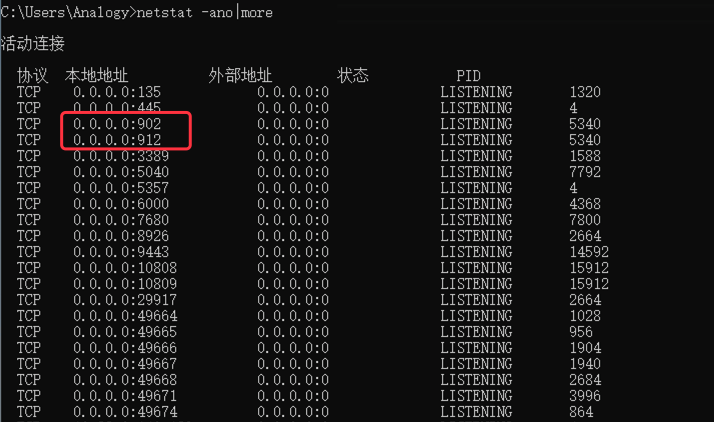 C:\Users\Analogy>netstat -ano|more
活动连接
协议 本地地址 外部地址 状态 PID
TCP 0.0.0.0:135 0.0.0.0:0 LISTENING 1320
TCP 0.0.0.0:445 0.0.0.0:0 LISTENING 4
TCP 0.0.0.0:902 0.0.0.0:0 LISTENING 5340
TCP 0.0.0.0:912 0.0.0.0:0 LISTENING 5340
TCP 0.0.0.0:3389 0.0.0.0:0 LISTENING 1588
TCP 0.0.0.0:5040 0.0.0.0:0 LISTENING 7792
TCP 0.0.0.0:5357 0.0.0.0:0 LISTENING 4
TCP 0.0.0.0:6000 0.0.0.0:0 LISTENING 4368
TCP 0.0.0.0:7680 0.0.0.0:0 LISTENING 7800
TCP 0.0.0.0:8926 0.0.0.0:0 LISTENING 2664
TCP 0.0.0.0:9443 0.0.0.0:0 LISTENING 14592
TCP 0.0.0.0:10808 0.0.0.0:0 LISTENING 15912
TCP 0.0.0.0:10809 0.0.0.0:0 LISTENING 15912
TCP 0.0.0.0:29917 0.0.0.0:0 LISTENING 2664
TCP 0.0.0.0:49664 0.0.0.0:0 LISTENING 1028
TCP 0.0.0.0:49665 0.0.0.0:0 LISTENING 956
TCP 0.0.0.0:49666 0.0.0.0:0 LISTENING 1904
TCP 0.0.0.0:49667 0.0.0.0:0 LISTENING 1940
TCP 0.0.0.0:49668 0.0.0.0:0 LISTENING 2684
TCP 0.0.0.0:49671 0.0.0.0:0 LISTENING 3996
TCP 0.0.0.0:49674 0.0.0.0:0 LISTENING 864